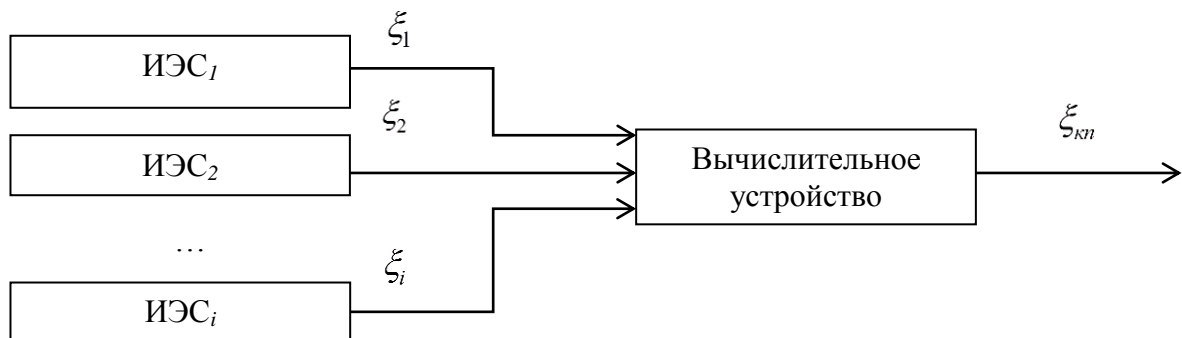 ξ₁
ИЭС₁
ξ₂
ИЭС₂
ξкп
Вычислительное
устройство
…
ξᵢ
ИЭСᵢ